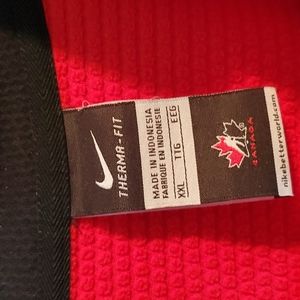 THERMA-FIT
MADE IN INDONESIA
FABRIQUE EN INDONESIE
XXL TTG EEG
CANADA
nikebetterworld.com